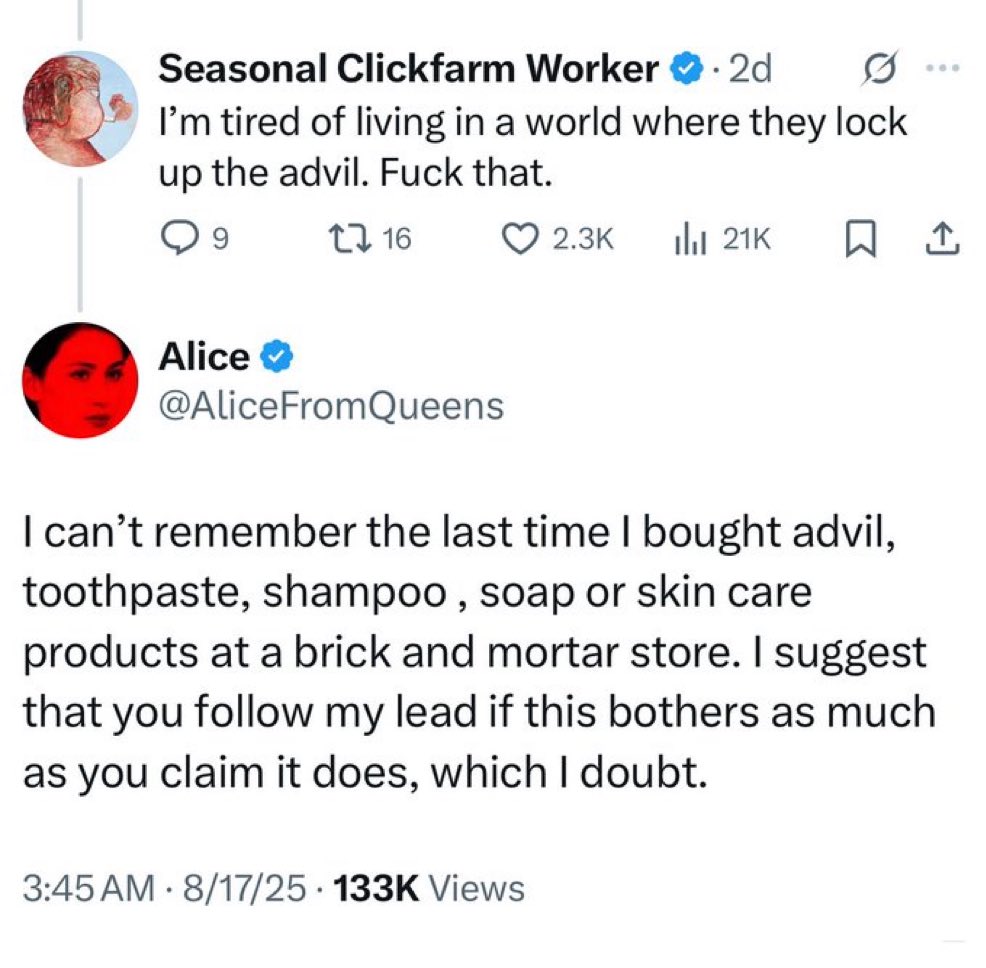 Seasonal Clickfarm Worker · 2d
I'm tired of living in a world where they lock
up the advil. Fuck that.
9 16 2.3K 21K
Alice
@AliceFromQueens
I can't remember the last time I bought advil,
toothpaste, shampoo , soap or skin care
products at a brick and mortar store. I suggest
that you follow my lead if this bothers as much
as you claim it does, which I doubt.
3:45 AM · 8/17/25 · 133K Views